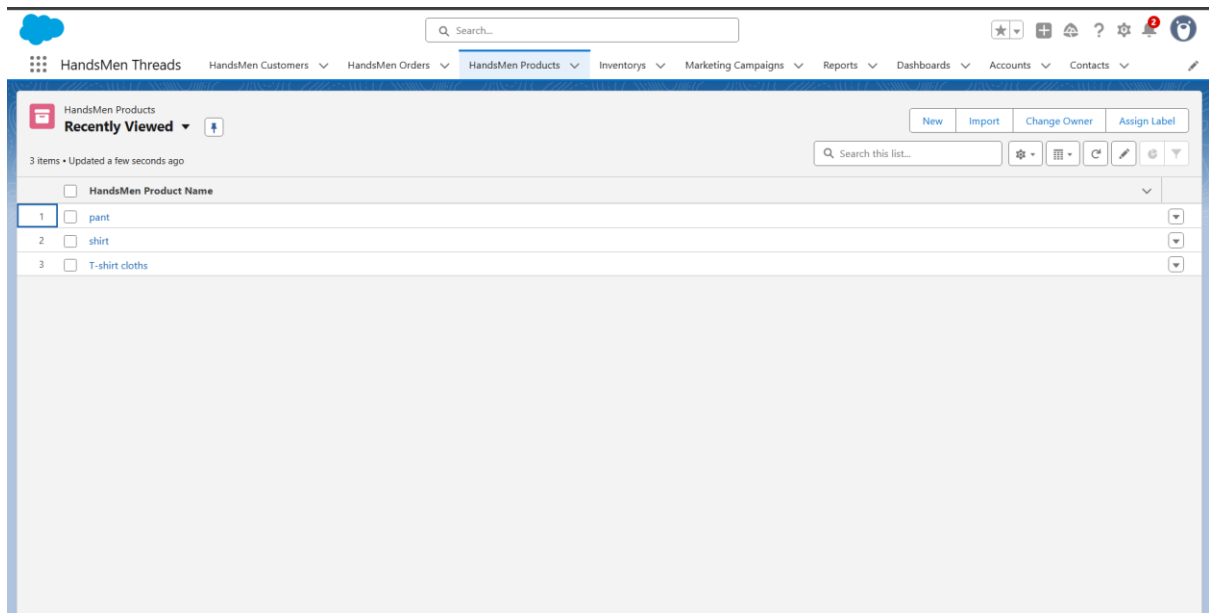 Search...
2
HandsMen Threads HandsMen Customers HandsMen Orders HandsMen Products Inventorys Marketing Campaigns Reports Dashboards Accounts Contacts
HandsMen Products
Recently Viewed
New Import Change Owner Assign Label
3 items • Updated a few seconds ago
Search this list...
HandsMen Product Name
1 pant
2 shirt
3 T-shirt cloths